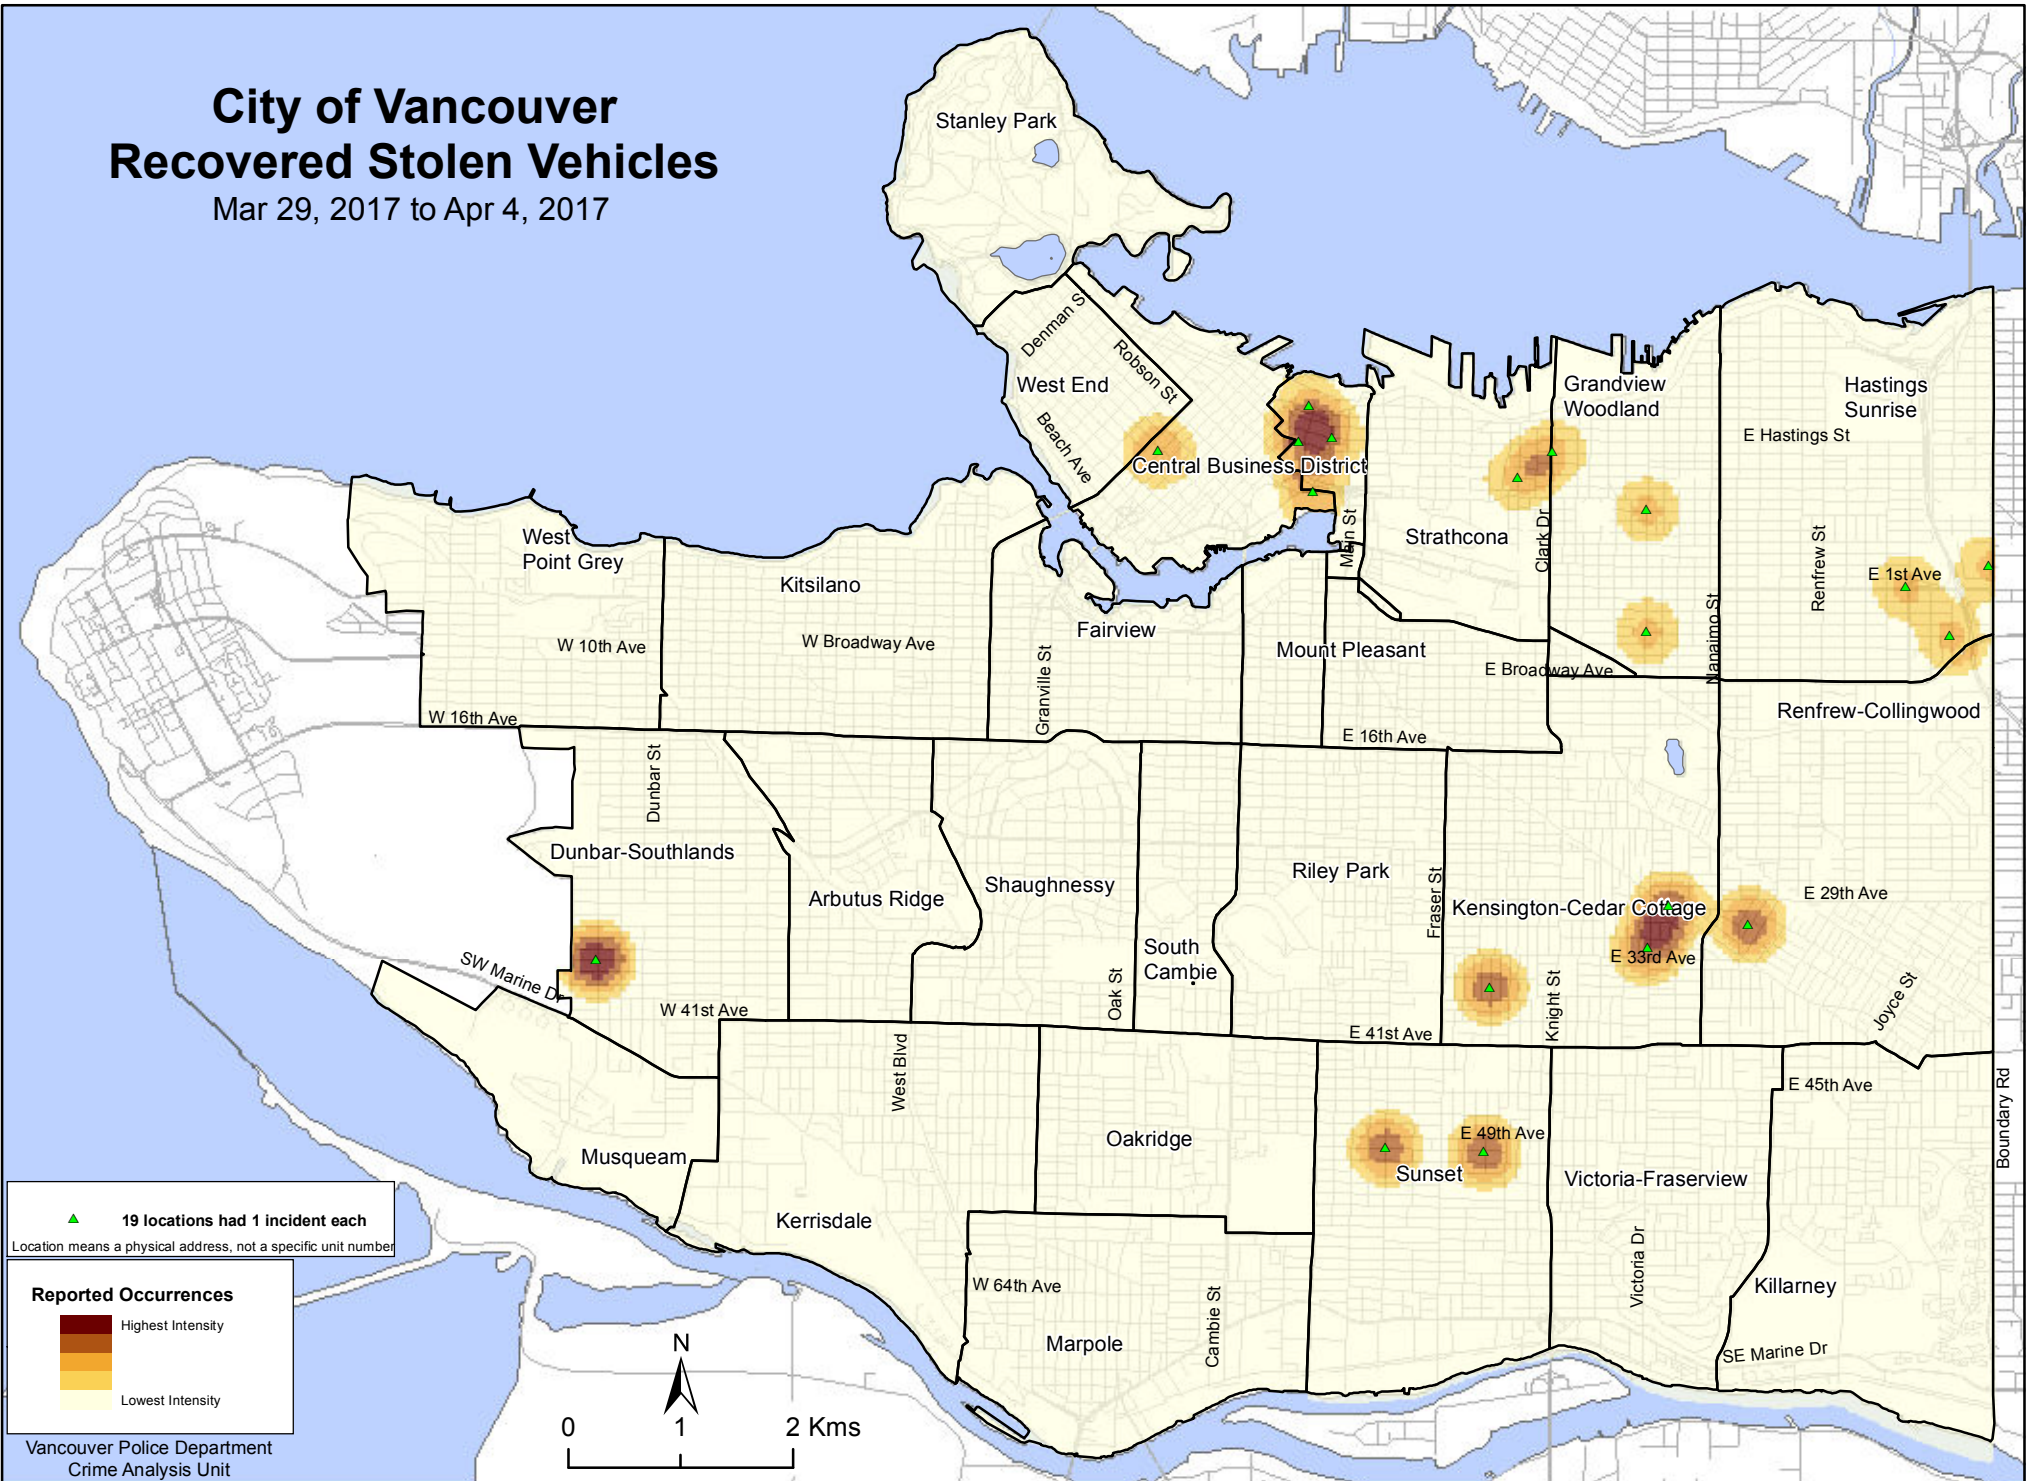 City of Vancouver
Recovered Stolen Vehicles
Mar 29, 2017 to Apr 4, 2017
Stanley Park
Denman S
Robson St
West End
Beach Ave
Central Business District
Grandview
Woodland
Hastings
Sunrise
E Hastings St
Strathcona
Main St
Clark Dr
Renfrew St
E 1st Ave
Nanaimo St
West
Point Grey
Kitsilano
Fairview
Mount Pleasant
W 10th Ave
W Broadway Ave
E Broadway Ave
Granville St
W 16th Ave
E 16th Ave
Renfrew-Collingwood
Dunbar St
Dunbar-Southlands
Arbutus Ridge
Shaughnessy
Riley Park
Fraser St
Kensington-Cedar Cottage
E 29th Ave
E 33rd Ave
South
Cambie
Oak St
Knight St
Joyce St
SW Marine Dr
W 41st Ave
E 41st Ave
West Blvd
E 45th Ave
Boundary Rd
Musqueam
Oakridge
E 49th Ave
Sunset
Victoria-Fraserview
Kerrisdale
Victoria Dr
W 64th Ave
Cambie St
Killarney
Marpole
SE Marine Dr
19 locations had 1 incident each
Location means a physical address, not a specific unit number
Reported Occurrences
Highest Intensity
Lowest Intensity
Vancouver Police Department
Crime Analysis Unit
N
0 1 2 Kms